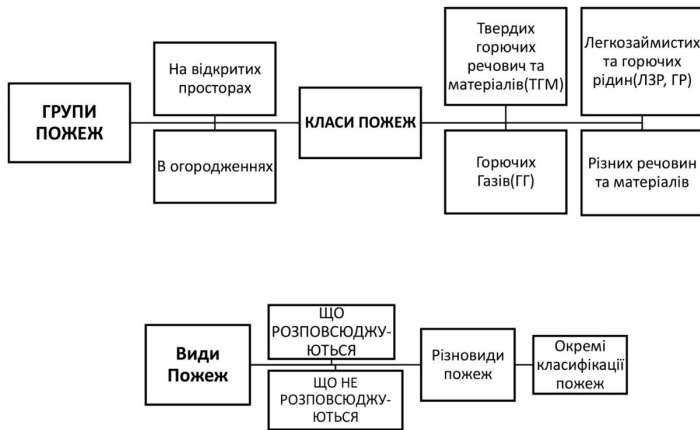 ГРУПИ
ПОЖЕЖ
На відкритих
просторах
В огородженнях
КЛАСИ ПОЖЕЖ
Твердих
горючих
речович та
матеріалів(ТГМ)
Горючих
Газів(ГГ)
Легкозаймистих
та горючих
рідин(ЛЗР, ГР)
Різних речовин
та матеріалів
Види
Пожеж
ЩО
РОЗПОВСЮДЖУ-
ЮТЬСЯ
ЩО НЕ
РОЗПОВСЮДЖУ-
ЮТЬСЯ
Різновиди
пожеж
Окремі
класифікації
пожеж